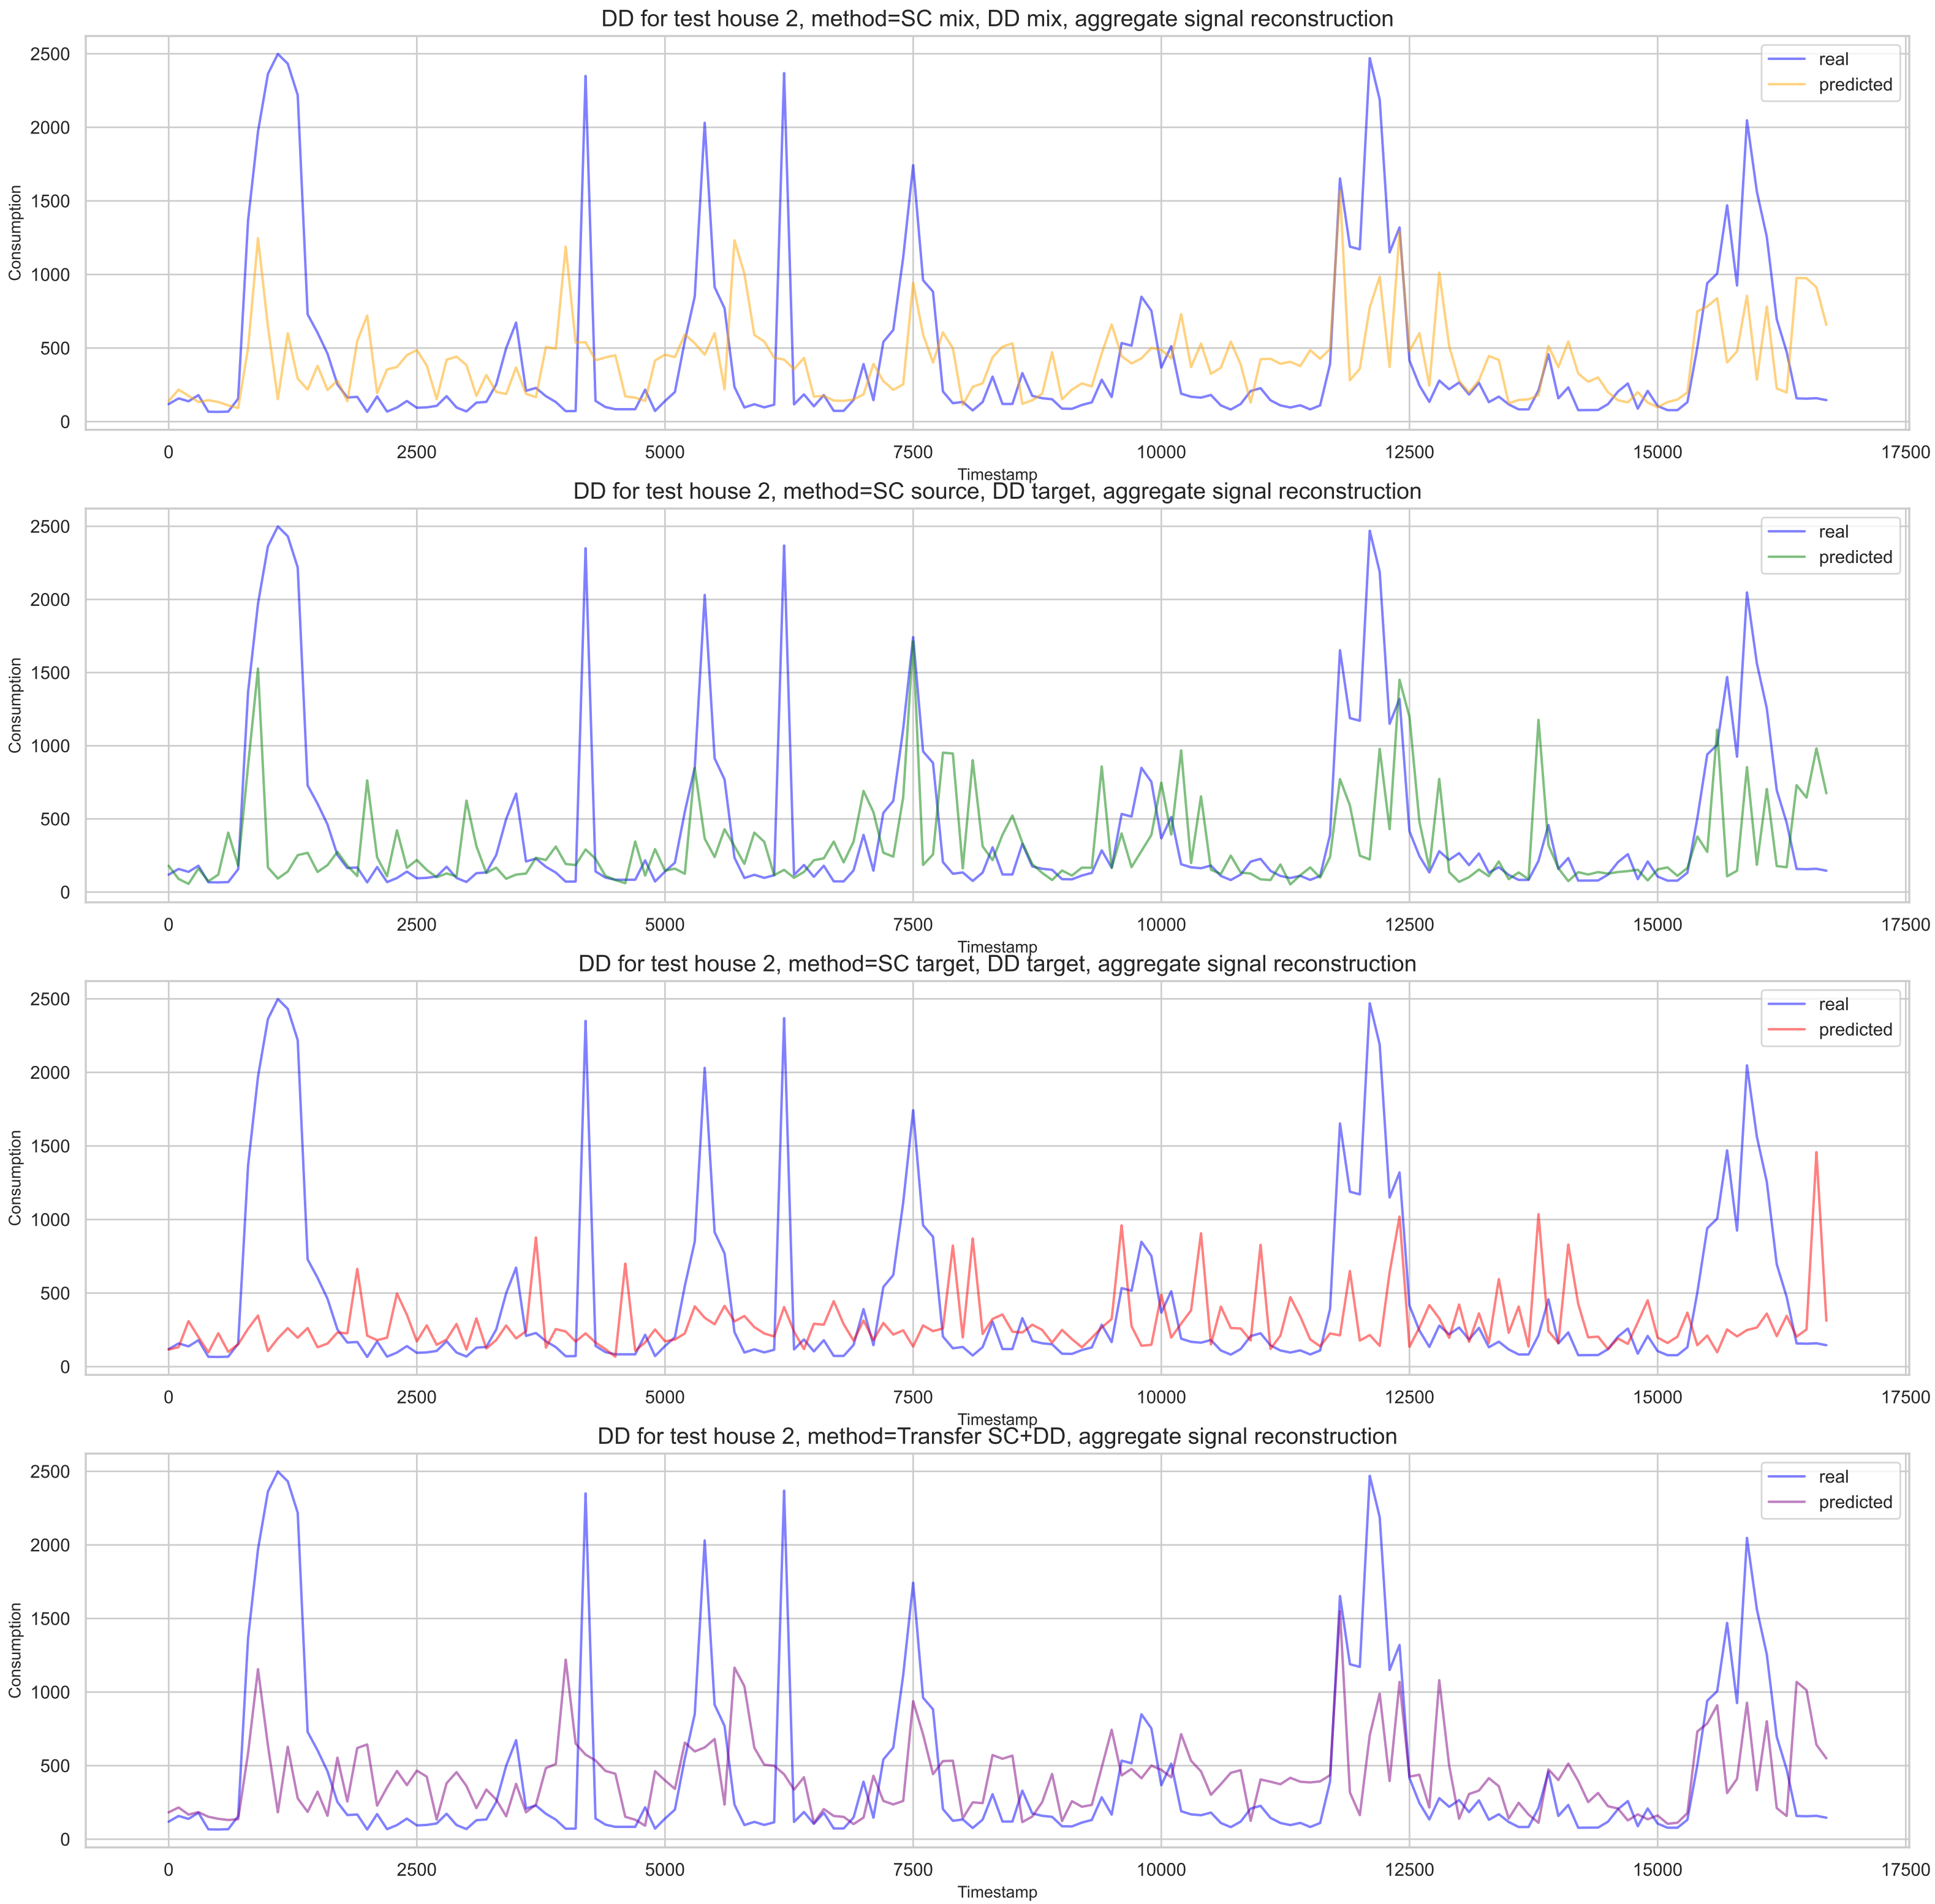 DD for test house 2, method=SC mix, DD mix, aggregate signal reconstruction
2500
2000
1500
1000
500
0
Consumption
real
predicted
0 2500 5000 7500 10000 12500 15000 17500
Timestamp
DD for test house 2, method=SC source, DD target, aggregate signal reconstruction
2500
2000
1500
1000
500
0
Consumption
real
predicted
0 2500 5000 7500 10000 12500 15000 17500
Timestamp
DD for test house 2, method=SC target, DD target, aggregate signal reconstruction
2500
2000
1500
1000
500
0
Consumption
real
predicted
0 2500 5000 7500 10000 12500 15000 17500
Timestamp
DD for test house 2, method=Transfer SC+DD, aggregate signal reconstruction
2500
2000
1500
1000
500
0
Consumption
real
predicted
0 2500 5000 7500 10000 12500 15000 17500
Timestamp